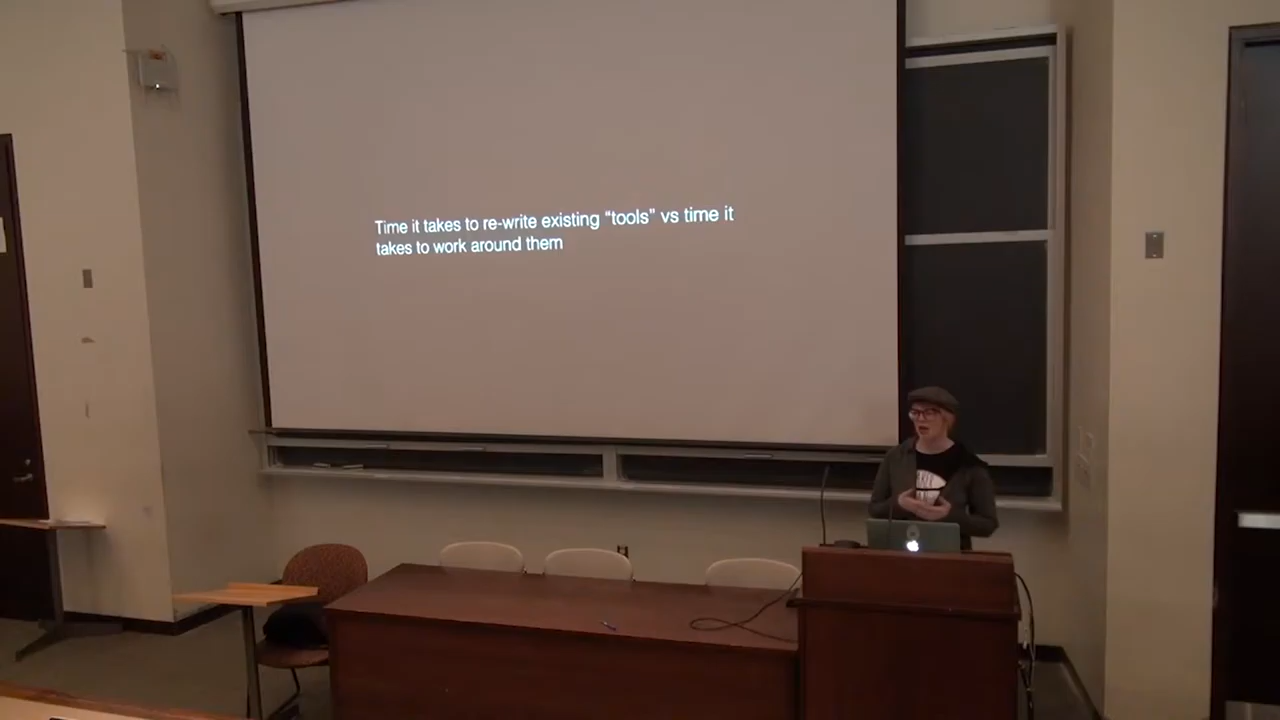 Time it takes to re-write existing “tools” vs time it
takes to work around them